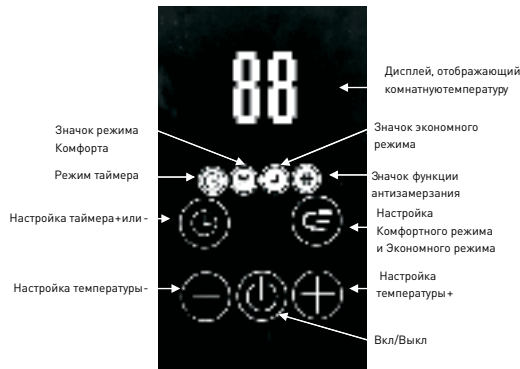 88
Дисплей, отображающий
комнатнуютемпературу
Значок режима
Комфорта
Значок экономного
режима
Режим таймера
Значок функции
антизамерзания
Настройка таймера+или-
Настройка
Комфортного режима
и Экономного режима
Настройка температуры-
Настройка
температуры+
Вкл/Выкл